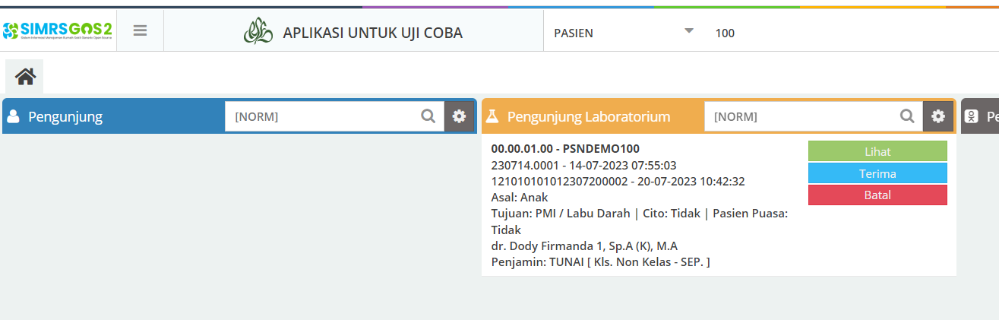 SIMRSGOS2
Sistem Informasi Manajemen Rumah Sakit Generik Open Source
APLIKASI UNTUK UJI COBA
PASIEN
100
Pengunjung
[NORM]
Pengunjung Laboratorium
[NORM]
Pe
00.00.01.00 - PSNDEMO100
230714.0001 - 14-07-2023 07:55:03
121010101012307200002 - 20-07-2023 10:42:32
Asal: Anak
Tujuan: PMI / Labu Darah | Cito: Tidak | Pasien Puasa:
Tidak
dr. Dody Firmanda 1, Sp.A (K), M.A
Penjamin: TUNAI [ Kls. Non Kelas - SEP. ]
Lihat
Terima
Batal